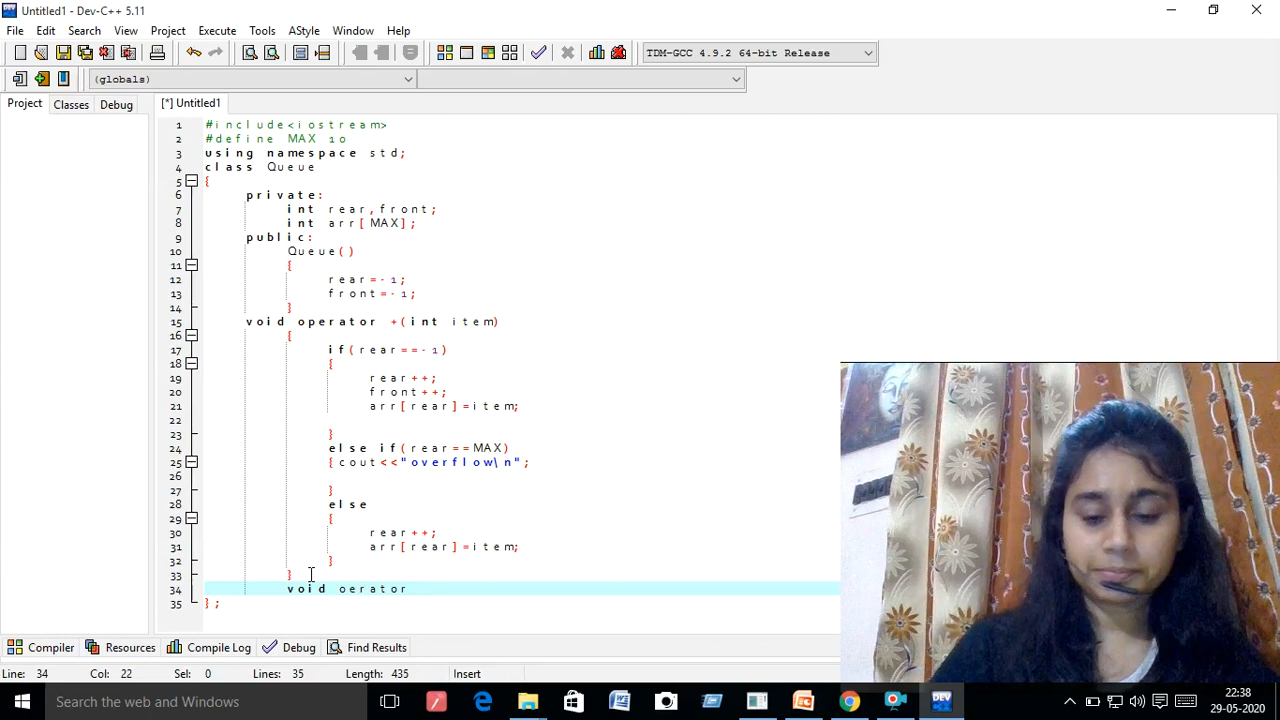 Untitled1 - Dev-C++ 5.11
File Edit Search View Project Execute Tools AStyle Window Help
TDM-GCC 4.9.2 64-bit Release
(globals)
Project Classes Debug [*] Untitled1
1 #include<iostream>
2 #define MAX 10
3 using namespace std;
4 class Queue
5 {
6 private:
7 int rear,front;
8 int arr[MAX];
9 public:
10 Queue()
11 {
12 rear=-1;
13 front=-1;
14 }
15 void operator +(int item)
16 {
17 if(rear==-1)
18 {
19 rear++;
20 front++;
21 arr[rear]=item;
22
23 }
24 else if(rear==MAX)
25 {cout<<"overflow\n";
26
27 }
28 else
29 {
30 rear++;
31 arr[rear]=item;
32 }
33 }
34 void oerator
35 };
Compiler Resources Compile Log Debug Find Results
Line: 34 Col: 22 Sel: 0 Lines: 35 Length: 435 Insert
Search the web and Windows
DEV
22:38
29-05-2020